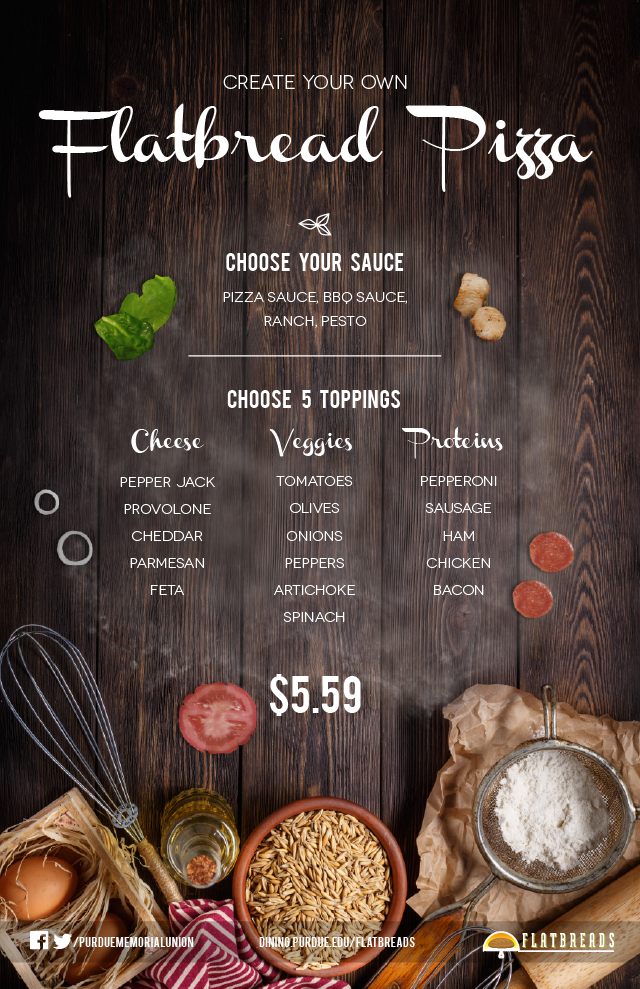 CREATE YOUR OWN
Flatbread Pizza
CHOOSE YOUR SAUCE
PIZZA SAUCE, BBQ SAUCE,
RANCH, PESTO
CHOOSE 5 TOPPINGS
Cheese
PEPPER JACK
PROVOLONE
CHEDDAR
PARMESAN
FETA
Veggies
TOMATOES
OLIVES
ONIONS
PEPPERS
ARTICHOKE
SPINACH
Proteins
PEPPERONI
SAUSAGE
HAM
CHICKEN
BACON
$5.59
/PURDUEMEMORIALUNION
DINING.PURDUE.EDU/FLATBREADS
FLATBREADS